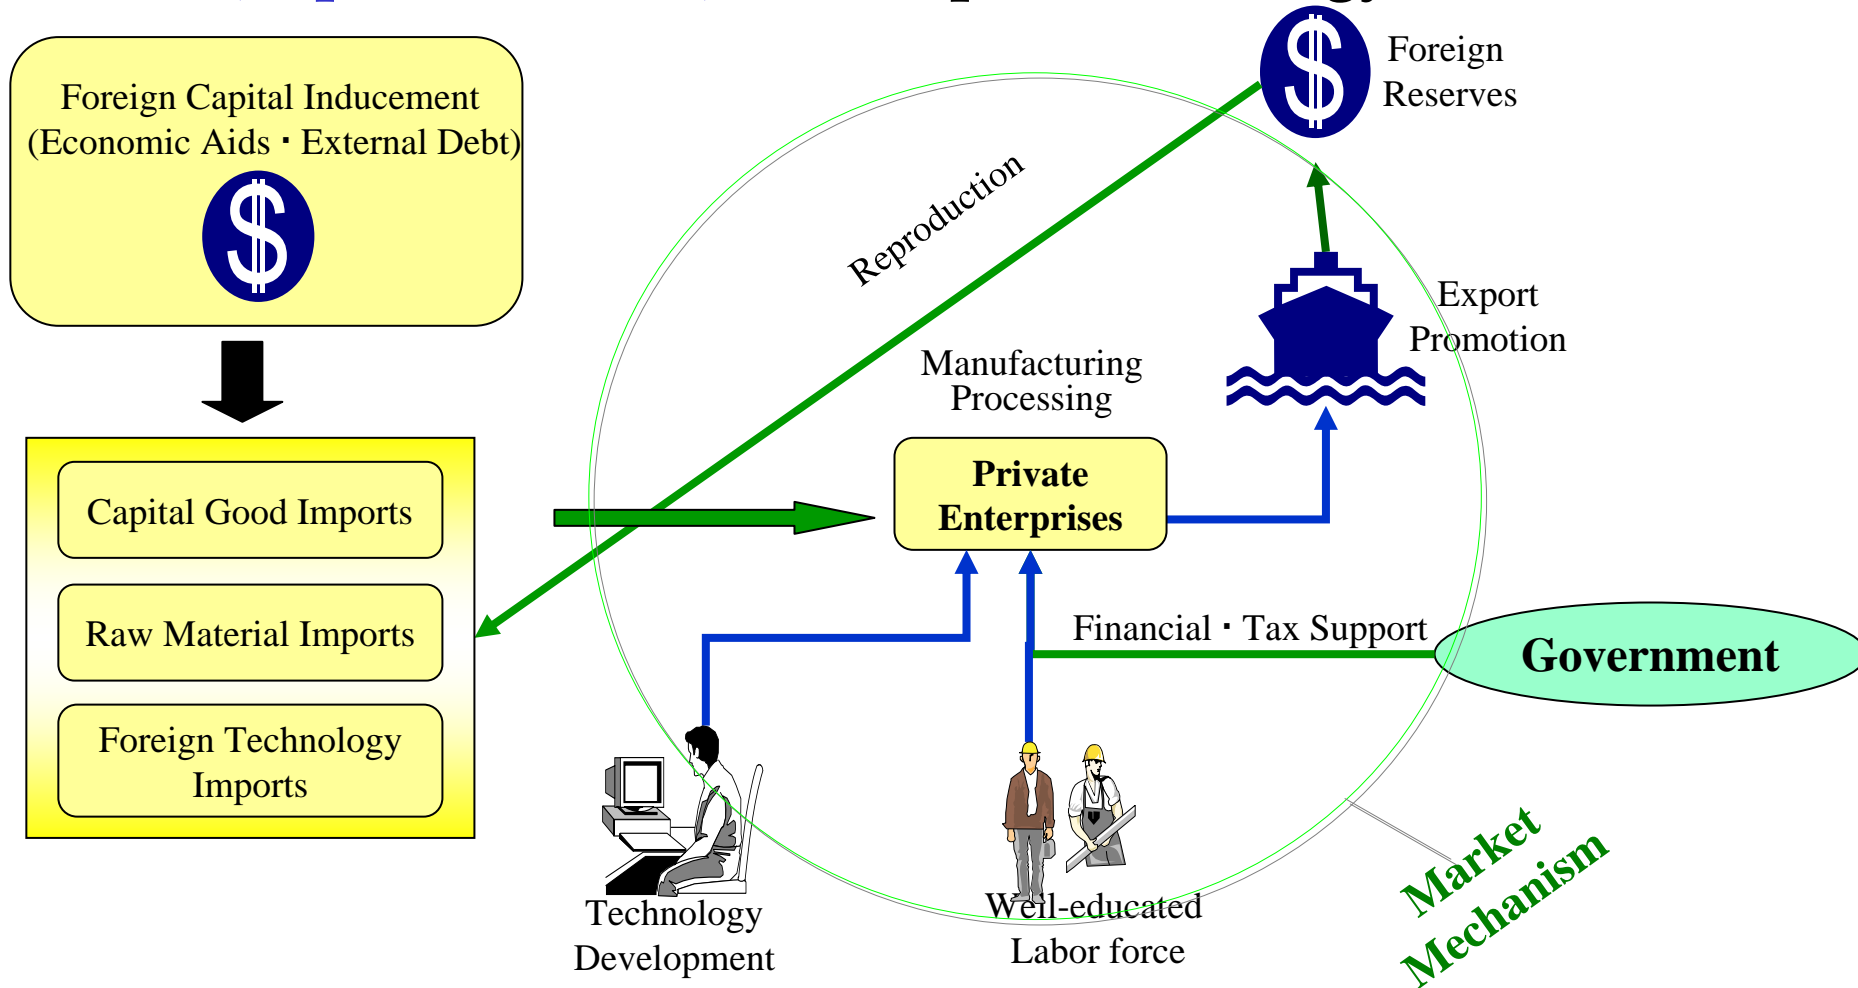 Foreign Capital Inducement
(Economic Aids · External Debt)
Foreign
Reserves
Reproduction
Export
Promotion
Manufacturing
Processing
Private
Enterprises
Capital Good Imports
Raw Material Imports
Foreign Technology
Imports
Financial · Tax Support
Government
Technology
Development
Well-educated
Labor force
Market
Mechanism